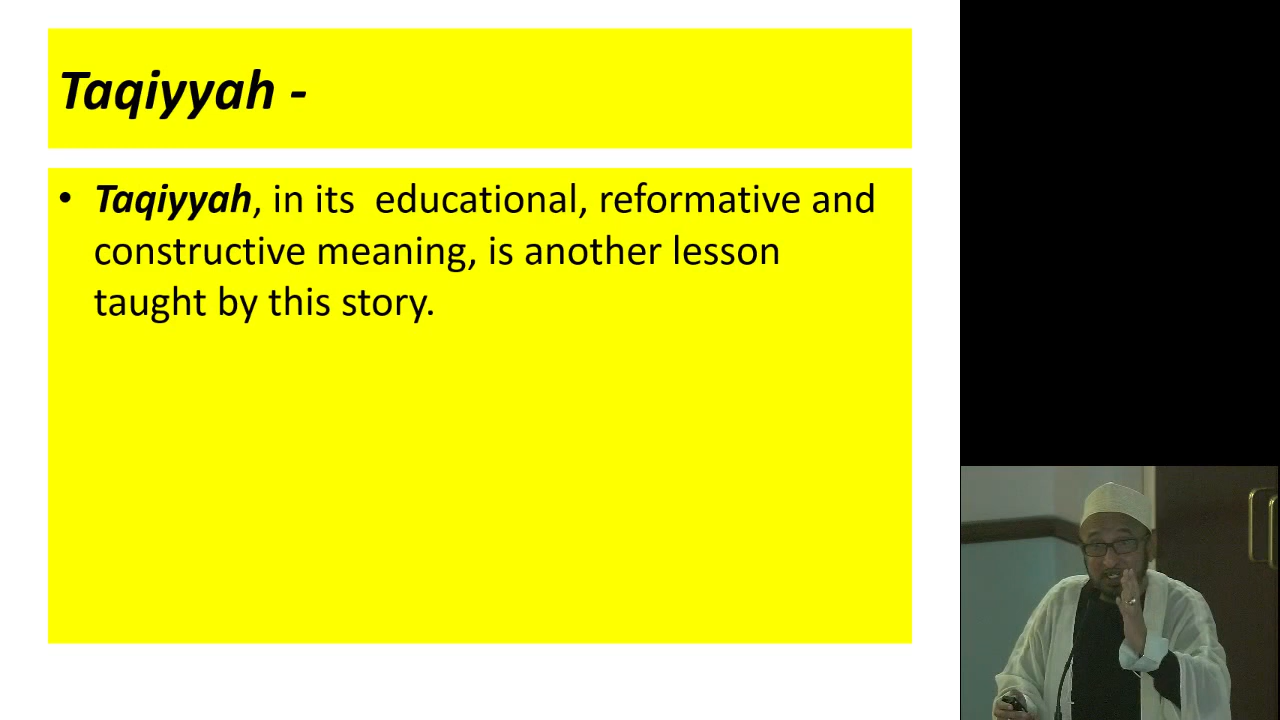 Taqiyyah -
• Taqiyyah, in its  educational, reformative and
constructive meaning, is another lesson
taught by this story.